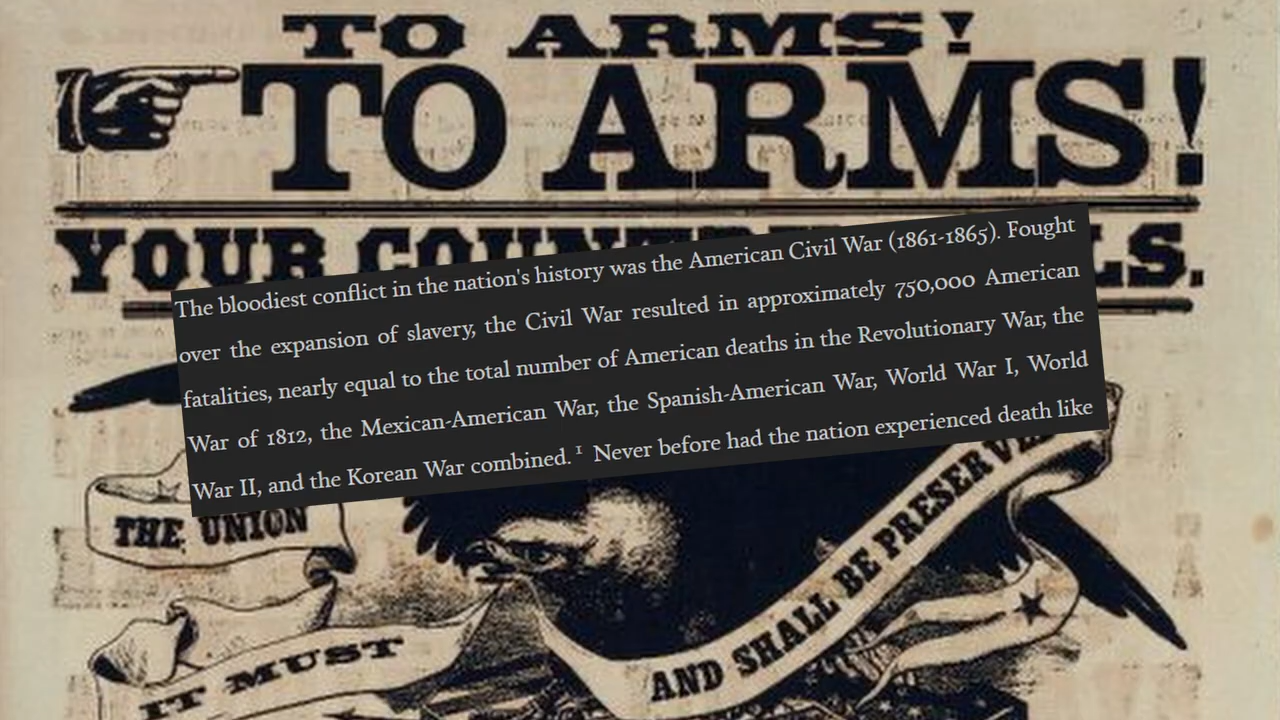 TO ARMS!
TO ARMS!
YOUR
The bloodiest conflict in the nation's history was the American Civil War (1861-1865). Fought
over the expansion of slavery, the Civil War resulted in approximately 750,000 American
fatalities, nearly equal to the total number of American deaths in the Revolutionary War, the
War of 1812, the Mexican-American War, the Spanish-American War, World War I, World
War II, and the Korean War combined.¹ Never before had the nation experienced death like
THE UNION
IT MUST
AND SHALL BE